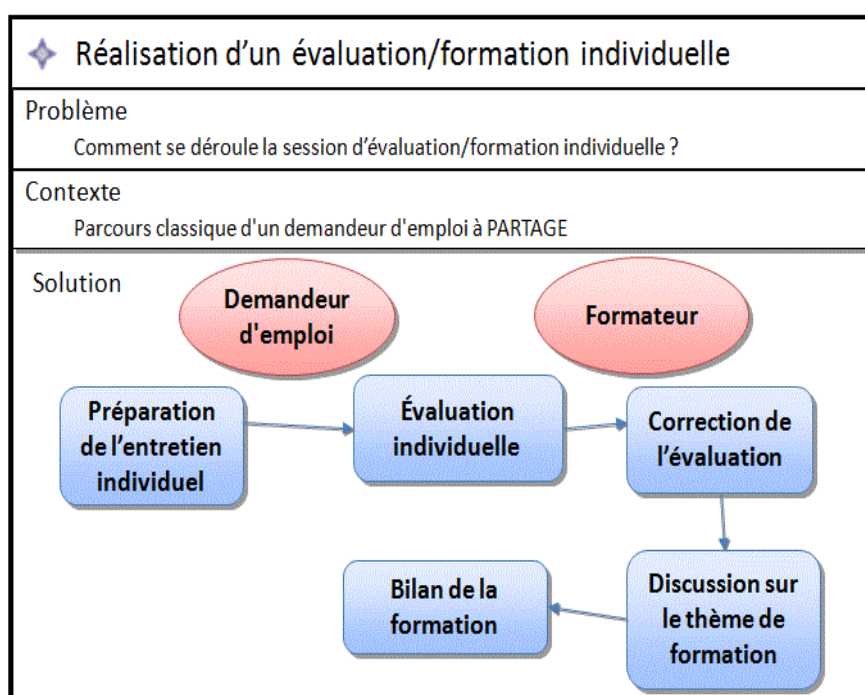 Réalisation d'un évaluation/formation individuelle
Problème
Comment se déroule la session d'évaluation/formation individuelle ?
Contexte
Parcours classique d'un demandeur d'emploi à PARTAGE
Solution
Demandeur
d'emploi
Formateur
Préparation
de l'entretien
individuel
Évaluation
individuelle
Correction de
l'évaluation
Bilan de la
formation
Discussion sur
le thème de
formation